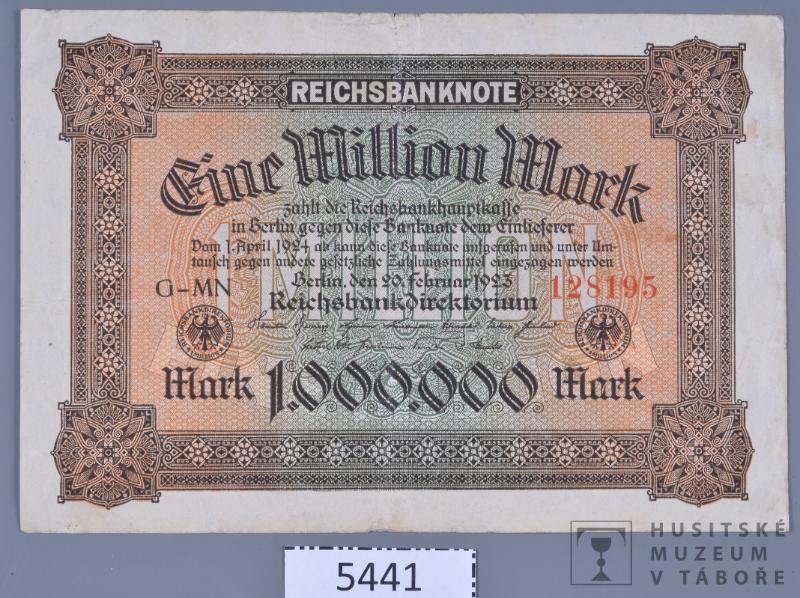 REICHSBANKNOTE
Eine Million Mark
zahlt die Reichsbankhauptkasse
in Berlin gegen diese Banknote dem Einlieferer
Vom 1. April 1924 ab kann diese Banknote aufgerufen und unter Um-
tausch gegen andere gesetzliche Zahlungsmittel eingezogen werden
Berlin, den 20. Februar 1923
G-MN
128195
Reichsbankdirektorium
1 MILLION
Mark 1.000.000 Mark
5441
HUSITSKÉ
MUZEUM
V TÁBOŘE